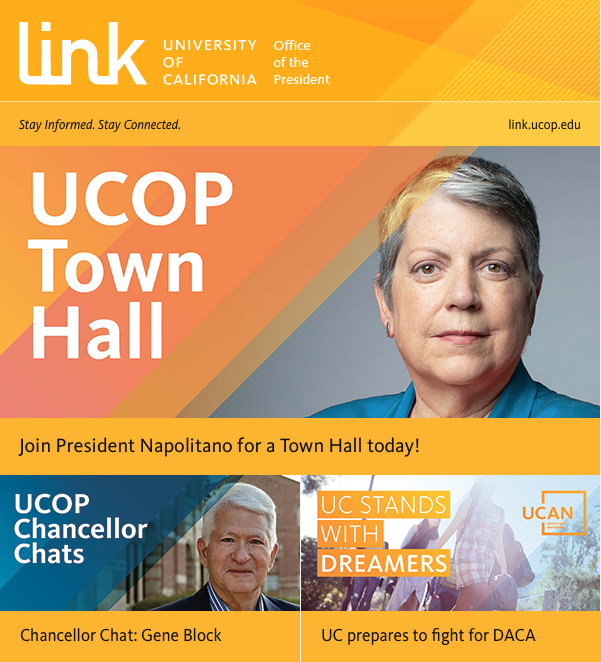 link
UNIVERSITY
OF
CALIFORNIA
Office
of the
President
Stay Informed. Stay Connected.
link.ucop.edu
UCOP
Town
Hall
Join President Napolitano for a Town Hall today!
UCOP
Chancellor
Chats
UC STANDS
WITH
DREAMERS
UCAN
Chancellor Chat: Gene Block
UC prepares to fight for DACA